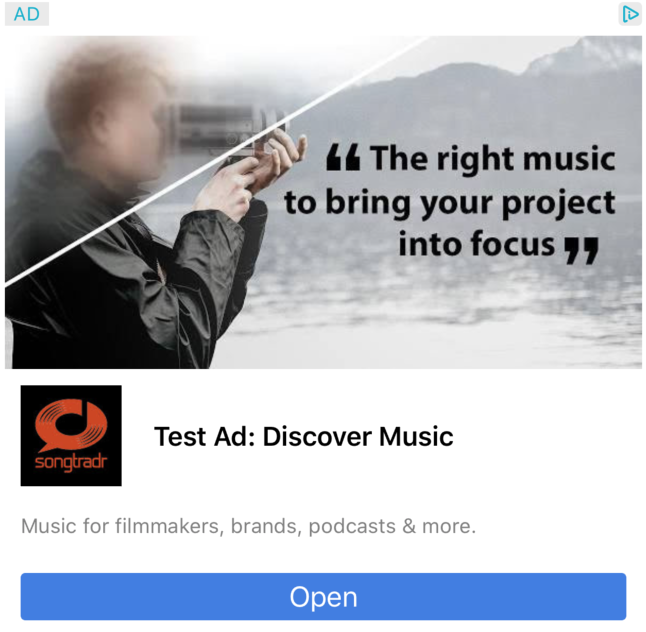 AD
❝ The right music
to bring your project
into focus ❞
songtradr
Test Ad: Discover Music
Music for filmmakers, brands, podcasts & more.
Open